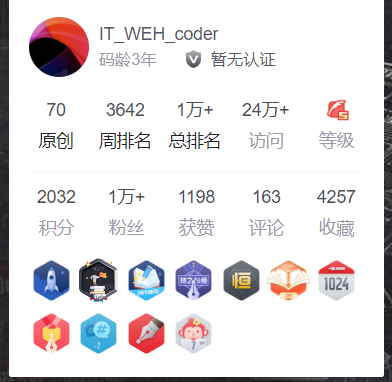 IT_WEH_coder
码龄3年 暂无认证
70 3642 1万+ 24万+
原创 周排名 总排名 访问 等级
2032 1万+ 1198 163 4257
积分 粉丝 获赞 评论 收藏
恒 1024